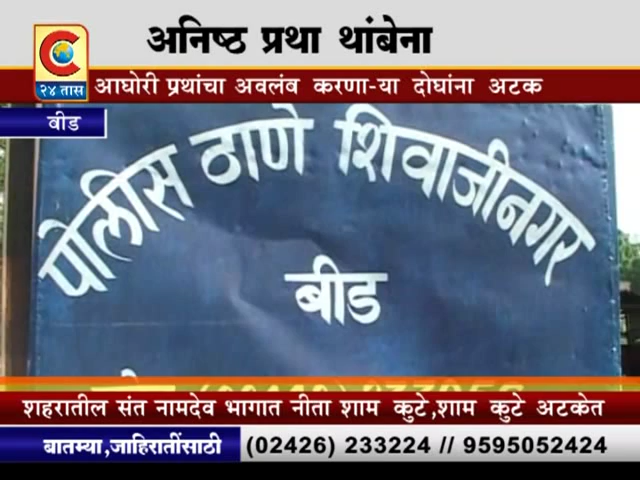 अनिष्ठ प्रथा थांबेना
C
२४ तास
आघोरी प्रथांचा अवलंब करणा-या दोघांना अटक
वीड
पोलीस ठाणे शिवाजीनगर
बीड
शहरातील संत नामदेव भागात नीता शाम कुटे,शाम कुटे अटकेत
बातम्या,जाहिरातींसाठी (02426) 233224 // 9595052424